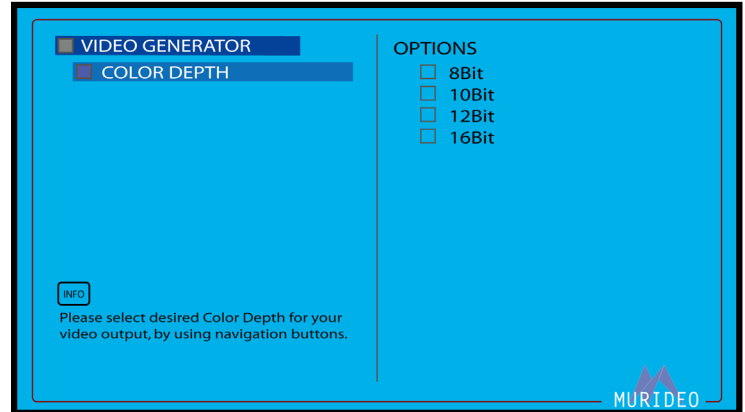 VIDEO GENERATOR
COLOR DEPTH
OPTIONS
8Bit
10Bit
12Bit
16Bit
INFO
Please select desired Color Depth for your
video output, by using navigation buttons.
MURIDEO